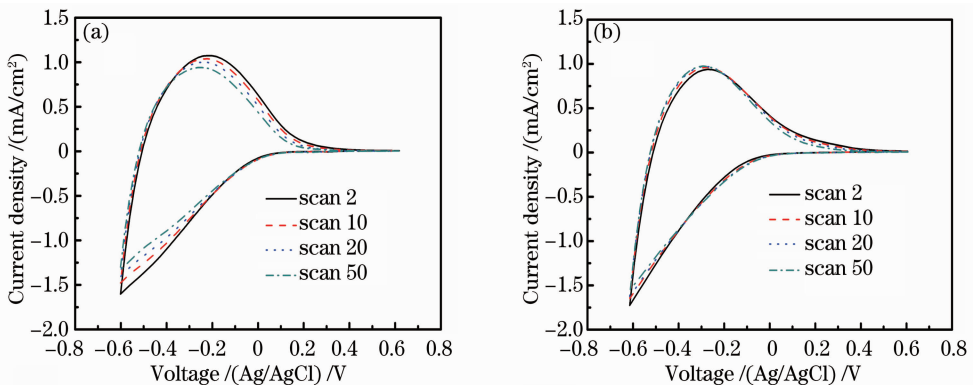 (a)
1.5
1.0
0.5
0
−0.5
−1.0
−1.5
−2.0
Current density /(mA/cm²)
scan 2
scan 10
scan 20
scan 50
−0.8 −0.6 −0.4 −0.2 0 0.2 0.4 0.6 0.8
Voltage /(Ag/AgCl) /V
(b)
1.5
1.0
0.5
0
−0.5
−1.0
−1.5
−2.0
Current density /(mA/cm²)
scan 2
scan 10
scan 20
scan 50
−0.8 −0.6 −0.4 −0.2 0 0.2 0.4 0.6 0.8
Voltage /(Ag/AgCl) /V